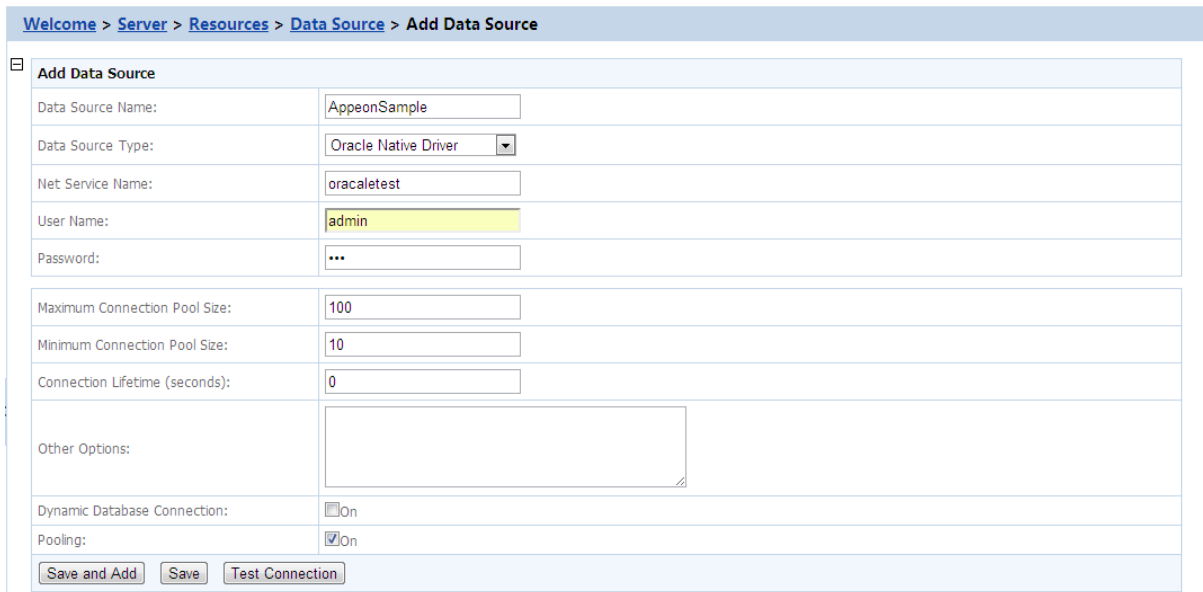 Welcome > Server > Resources > Data Source > Add Data Source
Add Data Source
Data Source Name: AppeonSample
Data Source Type: Oracle Native Driver
Net Service Name: oracaletest
User Name: admin
Password: •••
Maximum Connection Pool Size: 100
Minimum Connection Pool Size: 10
Connection Lifetime (seconds): 0
Other Options:
Dynamic Database Connection: On
Pooling: On
Save and Add Save Test Connection